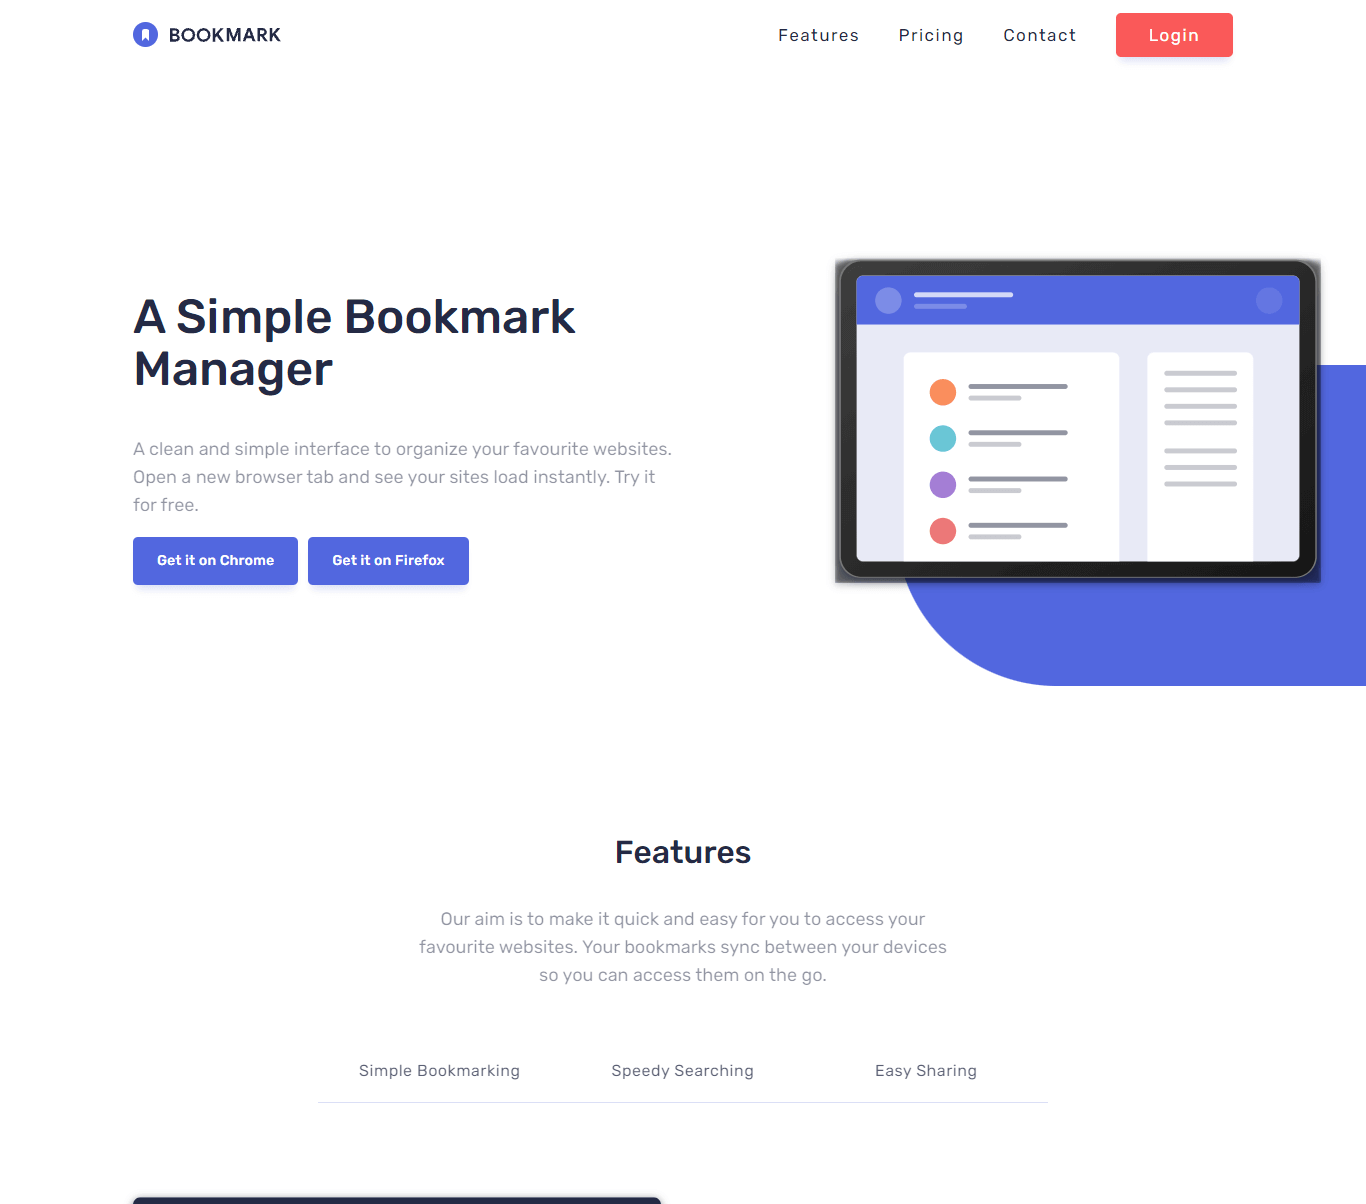 BOOKMARK
Features
Pricing
Contact
Login
A Simple Bookmark
Manager
A clean and simple interface to organize your favourite websites.
Open a new browser tab and see your sites load instantly. Try it
for free.
Get it on Chrome
Get it on Firefox
Features
Our aim is to make it quick and easy for you to access your
favourite websites. Your bookmarks sync between your devices
so you can access them on the go.
Simple Bookmarking
Speedy Searching
Easy Sharing